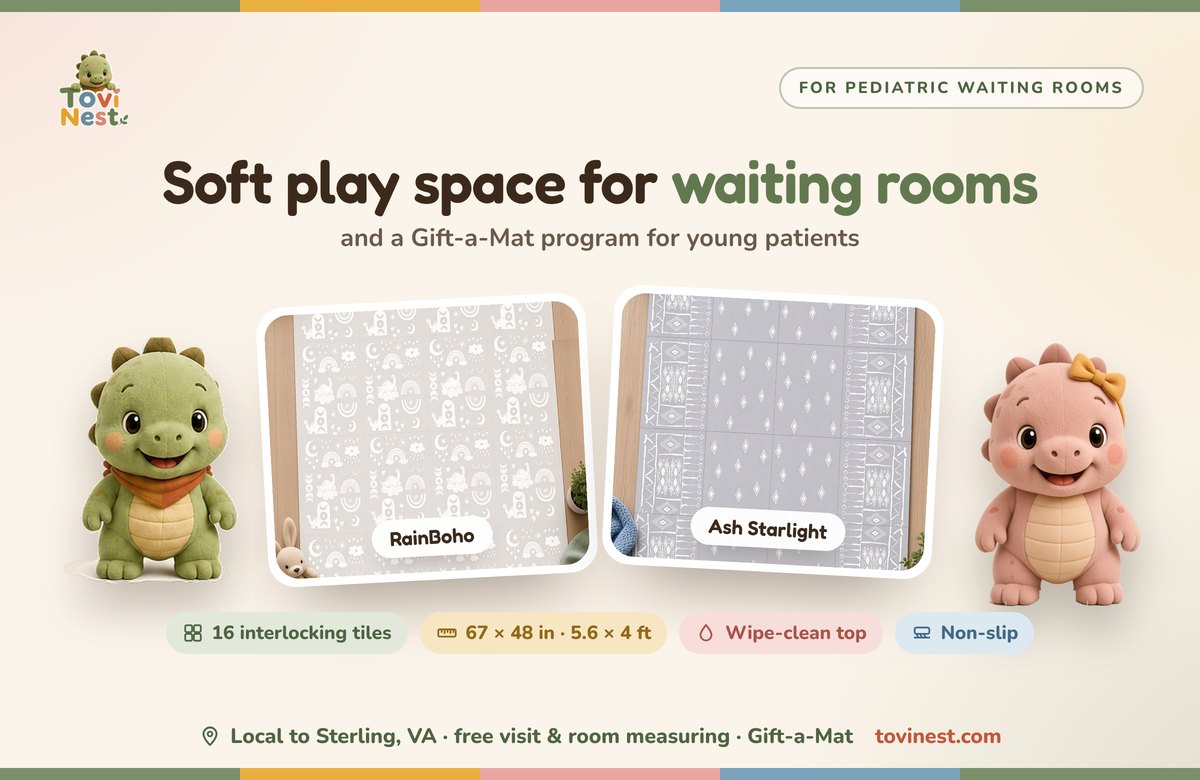 Tovi
Nest
FOR PEDIATRIC WAITING ROOMS
Soft play space for waiting rooms
and a Gift-a-Mat program for young patients
RainBoho
Ash Starlight
16 interlocking tiles
67 × 48 in · 5.6 × 4 ft
Wipe-clean top
Non-slip
Local to Sterling, VA · free visit & room measuring · Gift-a-Mat tovinest.com